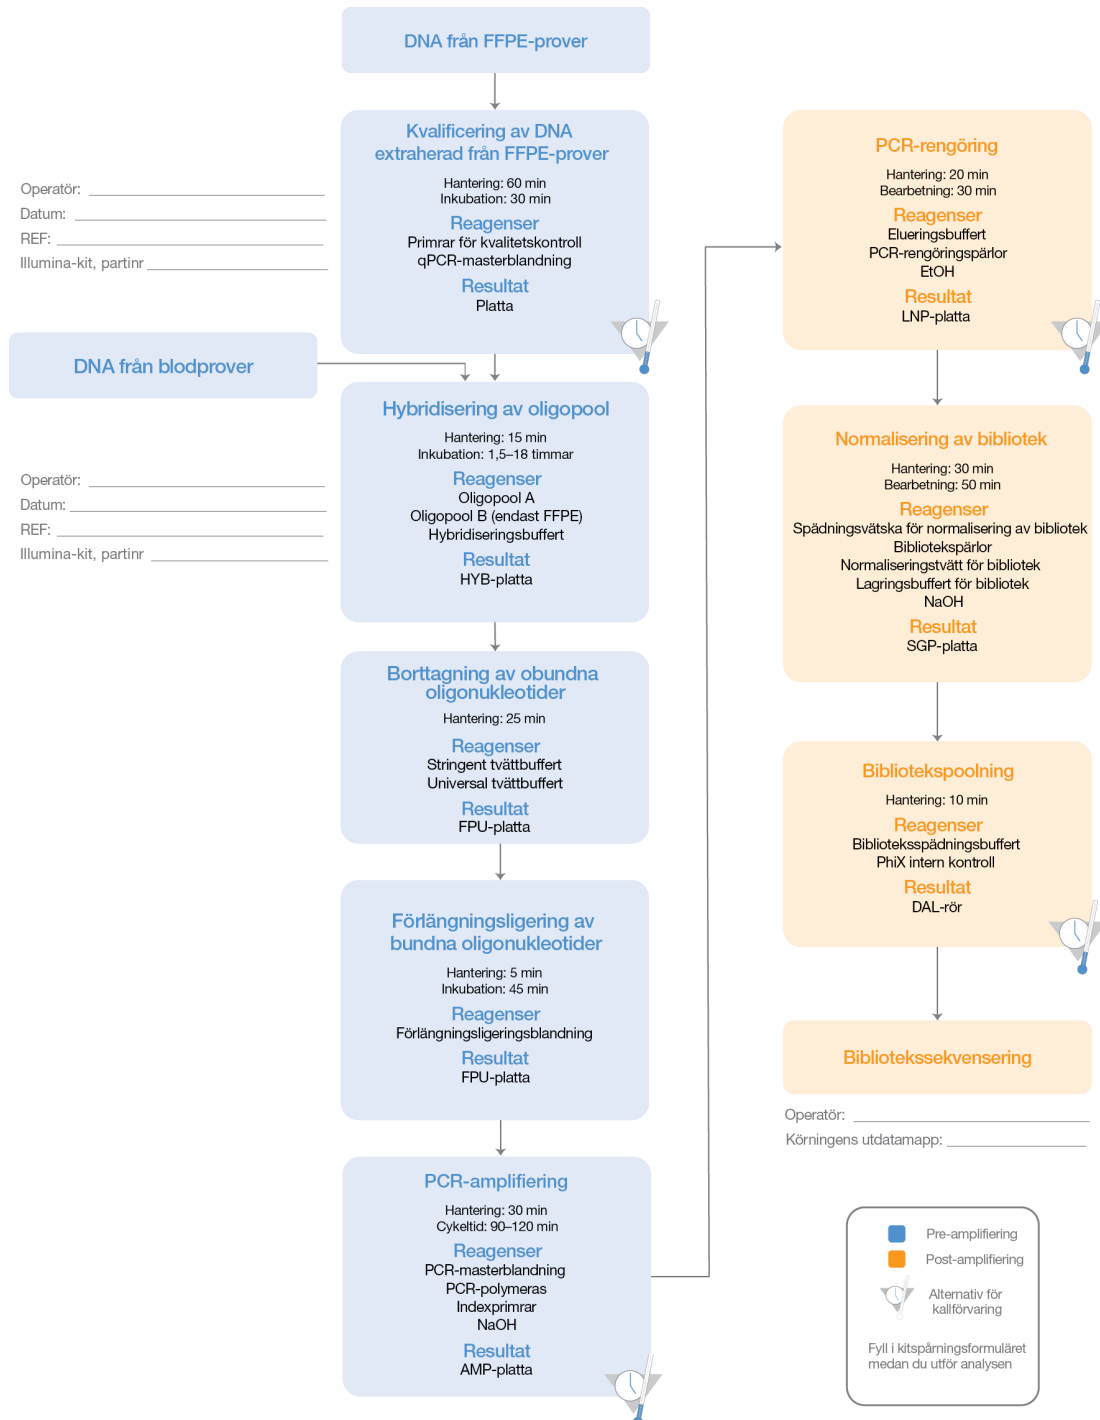 DNA från FFPE-prover
Kvalificering av DNA
extraherad från FFPE-prover
Hantering: 60 min
Inkubation: 30 min
Reagenser
Primrar för kvalitetskontroll
qPCR-masterblandning
Resultat
Platta
Operatör:
Datum:
REF:
Illumina-kit, partinr
DNA från blodprover
Hybridisering av oligopool
Hantering: 15 min
Inkubation: 1,5–18 timmar
Reagenser
Oligopool A
Oligopool B (endast FFPE)
Hybridiseringsbuffert
Resultat
HYB-platta
Operatör:
Datum:
REF:
Illumina-kit, partinr
Borttagning av obundna
oligonukleotider
Hantering: 25 min
Reagenser
Stringent tvättbuffert
Universal tvättbuffert
Resultat
FPU-platta
Förlängningsligering av
bundna oligonukleotider
Hantering: 5 min
Inkubation: 45 min
Reagenser
Förlängningsligeringsblandning
Resultat
FPU-platta
PCR-amplifiering
Hantering: 30 min
Cykeltid: 90–120 min
Reagenser
PCR-masterblandning
PCR-polymeras
Indexprimrar
NaOH
Resultat
AMP-platta
PCR-rengöring
Hantering: 20 min
Bearbetning: 30 min
Reagenser
Elueringsbuffert
PCR-rengöringspärlor
EtOH
Resultat
LNP-platta
Normalisering av bibliotek
Hantering: 30 min
Bearbetning: 50 min
Reagenser
Spädningsvätska för normalisering av bibliotek
Bibliotekspärlor
Normaliseringstvätt för bibliotek
Lagringsbuffert för bibliotek
NaOH
Resultat
SGP-platta
Bibliotekspoolning
Hantering: 10 min
Reagenser
Biblioteksspädningsbuffert
PhiX intern kontroll
Resultat
DAL-rör
Bibliotekssekvensering
Operatör:
Körningens utdatamapp:
Pre-amplifiering
Post-amplifiering
Alternativ för
kallförvaring
Fyll i kitspårningsformuläret
medan du utför analysen